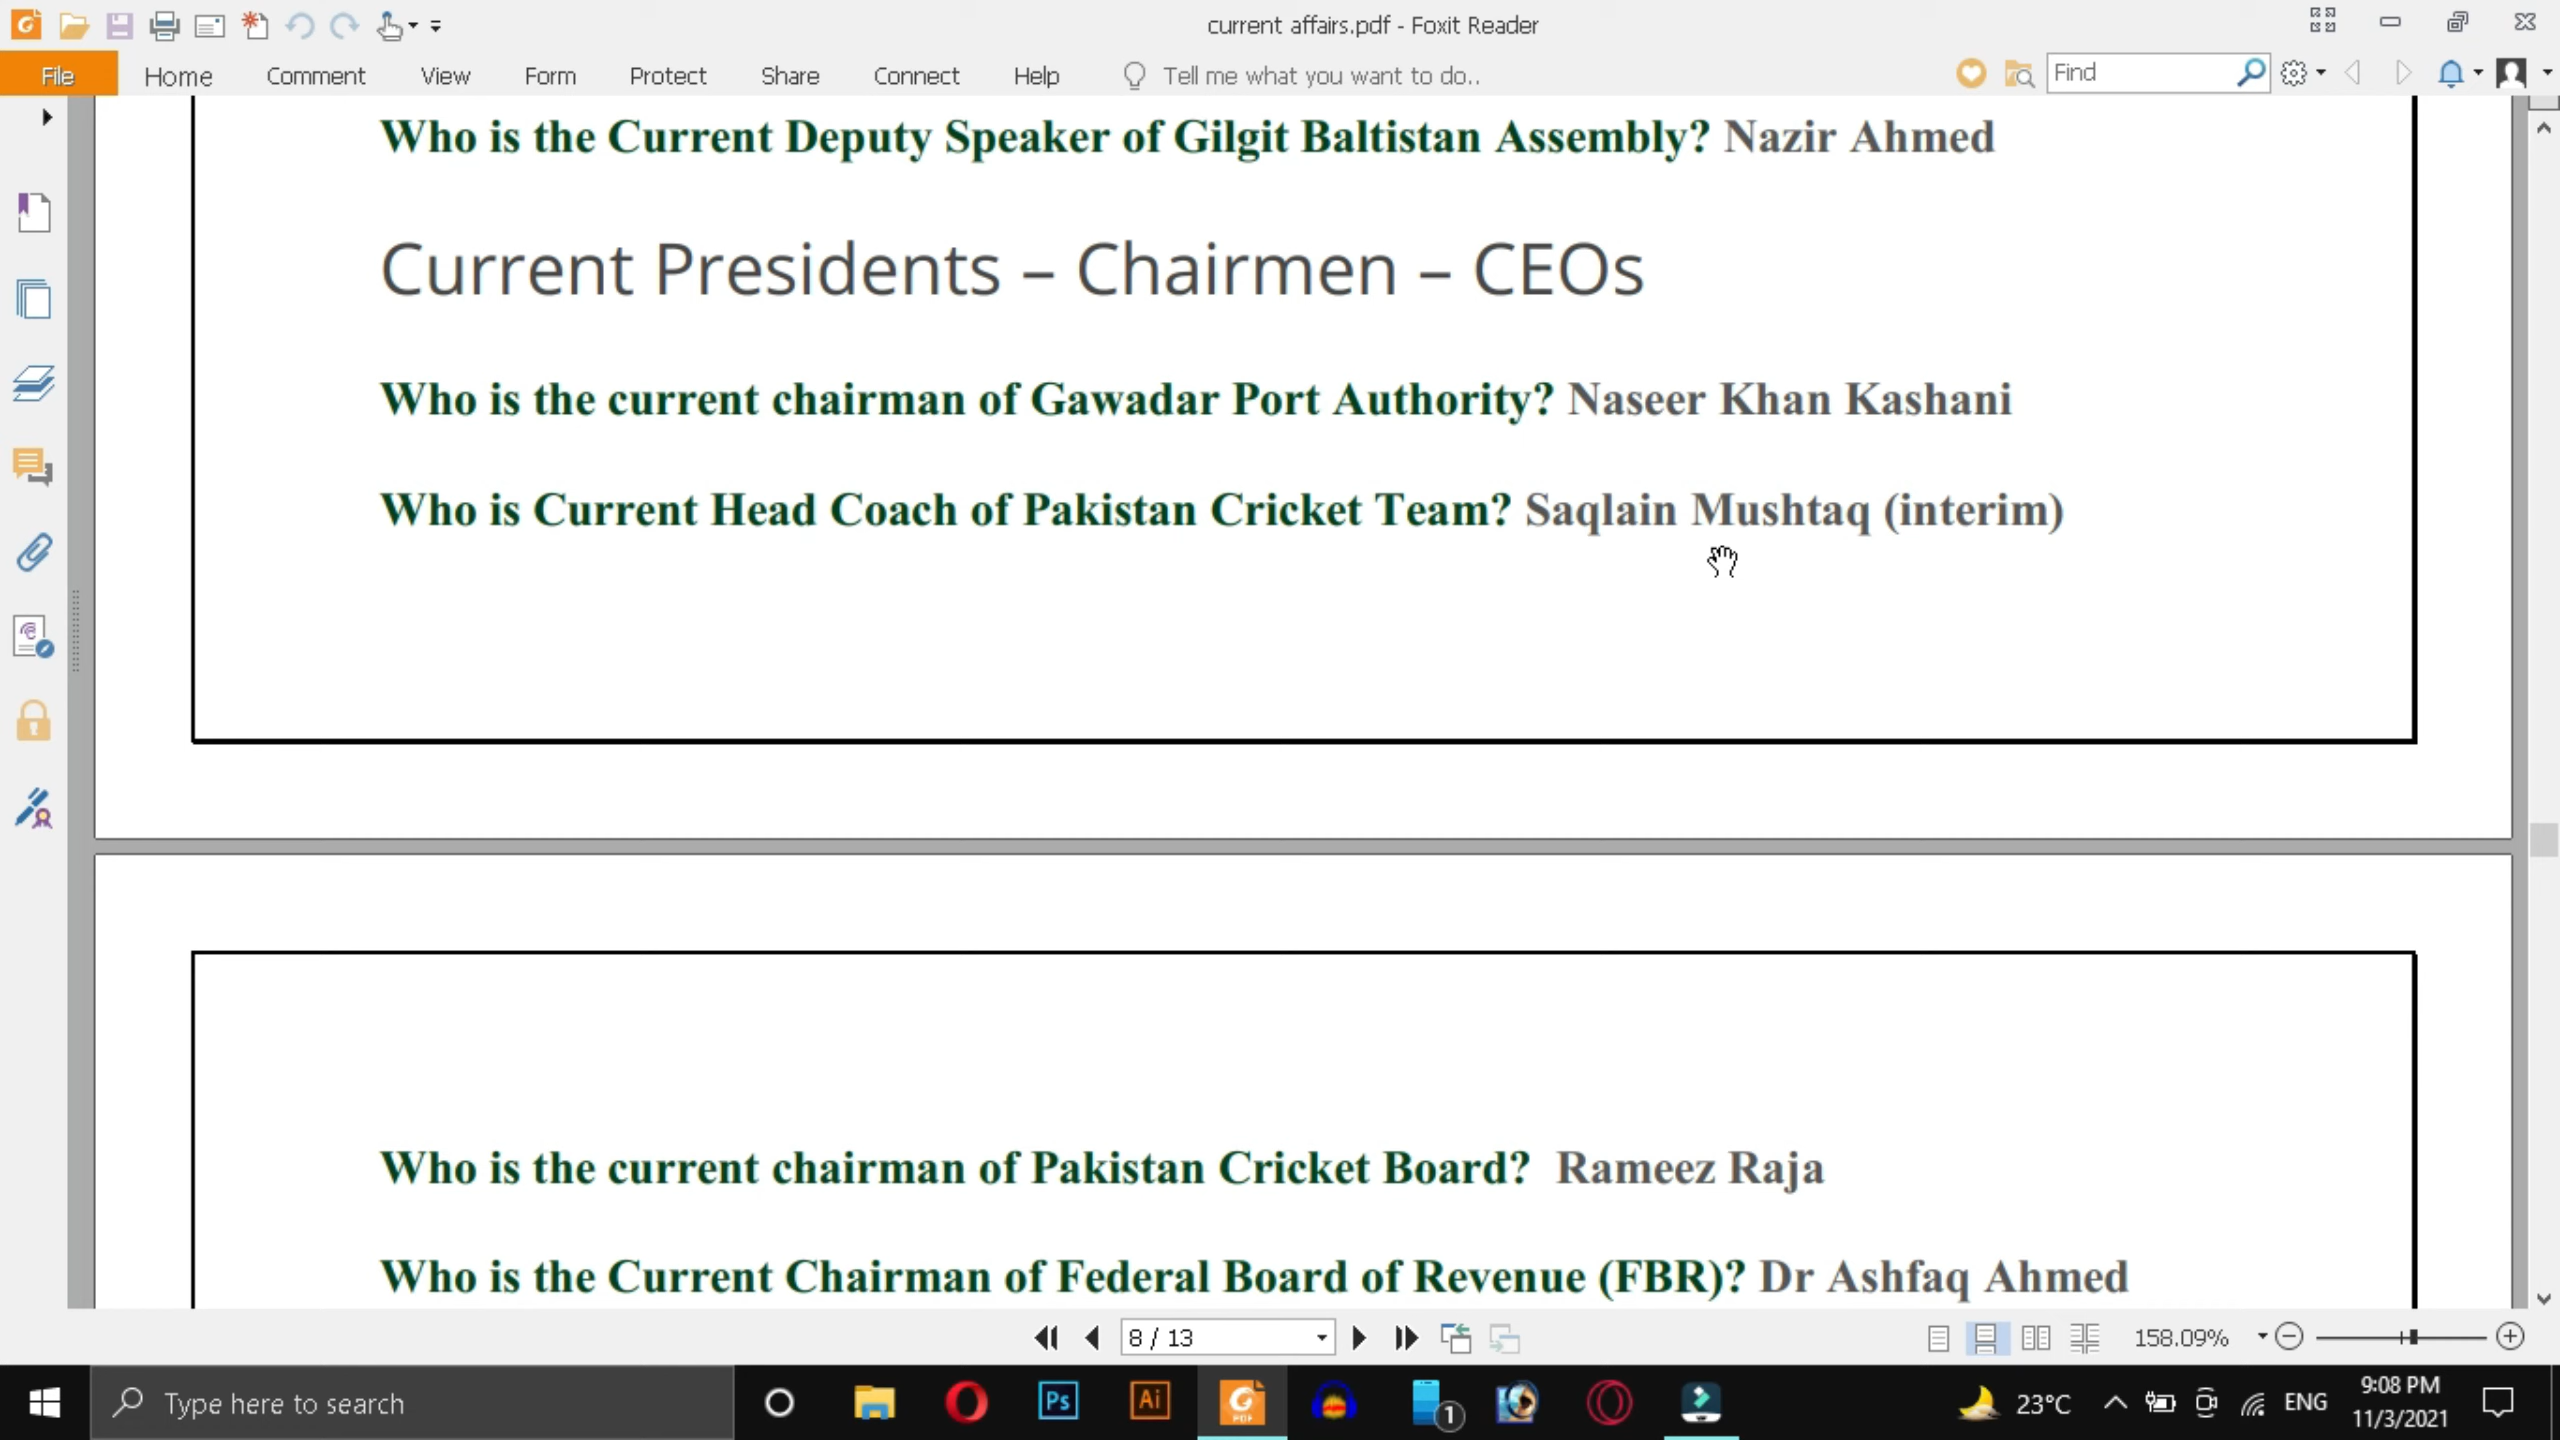 current affairs.pdf - Foxit Reader
File Home Comment View Form Protect Share Connect Help Tell me what you want to do.. Find
Who is the Current Deputy Speaker of Gilgit Baltistan Assembly? Nazir Ahmed
Current Presidents – Chairmen – CEOs
Who is the current chairman of Gawadar Port Authority? Naseer Khan Kashani
Who is Current Head Coach of Pakistan Cricket Team? Saqlain Mushtaq (interim)
Who is the current chairman of Pakistan Cricket Board? Rameez Raja
Who is the Current Chairman of Federal Board of Revenue (FBR)? Dr Ashfaq Ahmed
8 / 13 158.09%
Type here to search Ps Ai PDF 1 23°C ENG 9:08 PM
11/3/2021